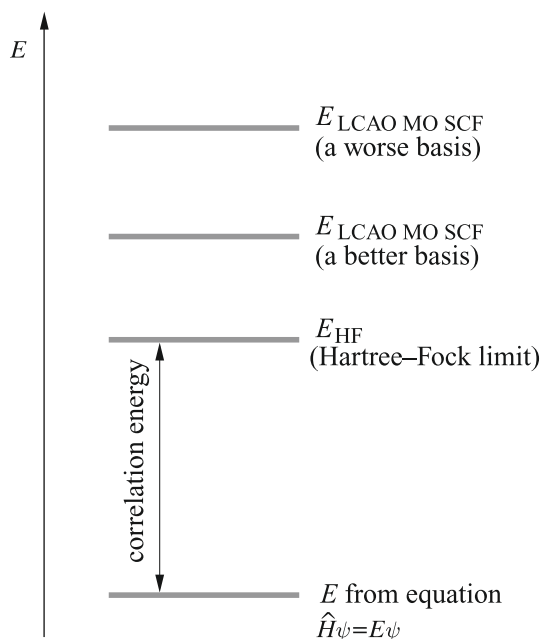 E
E LCAO MO SCF
(a worse basis)
E LCAO MO SCF
(a better basis)
E HF
(Hartree–Fock limit)
correlation energy
E from equation
Ĥψ=Eψ